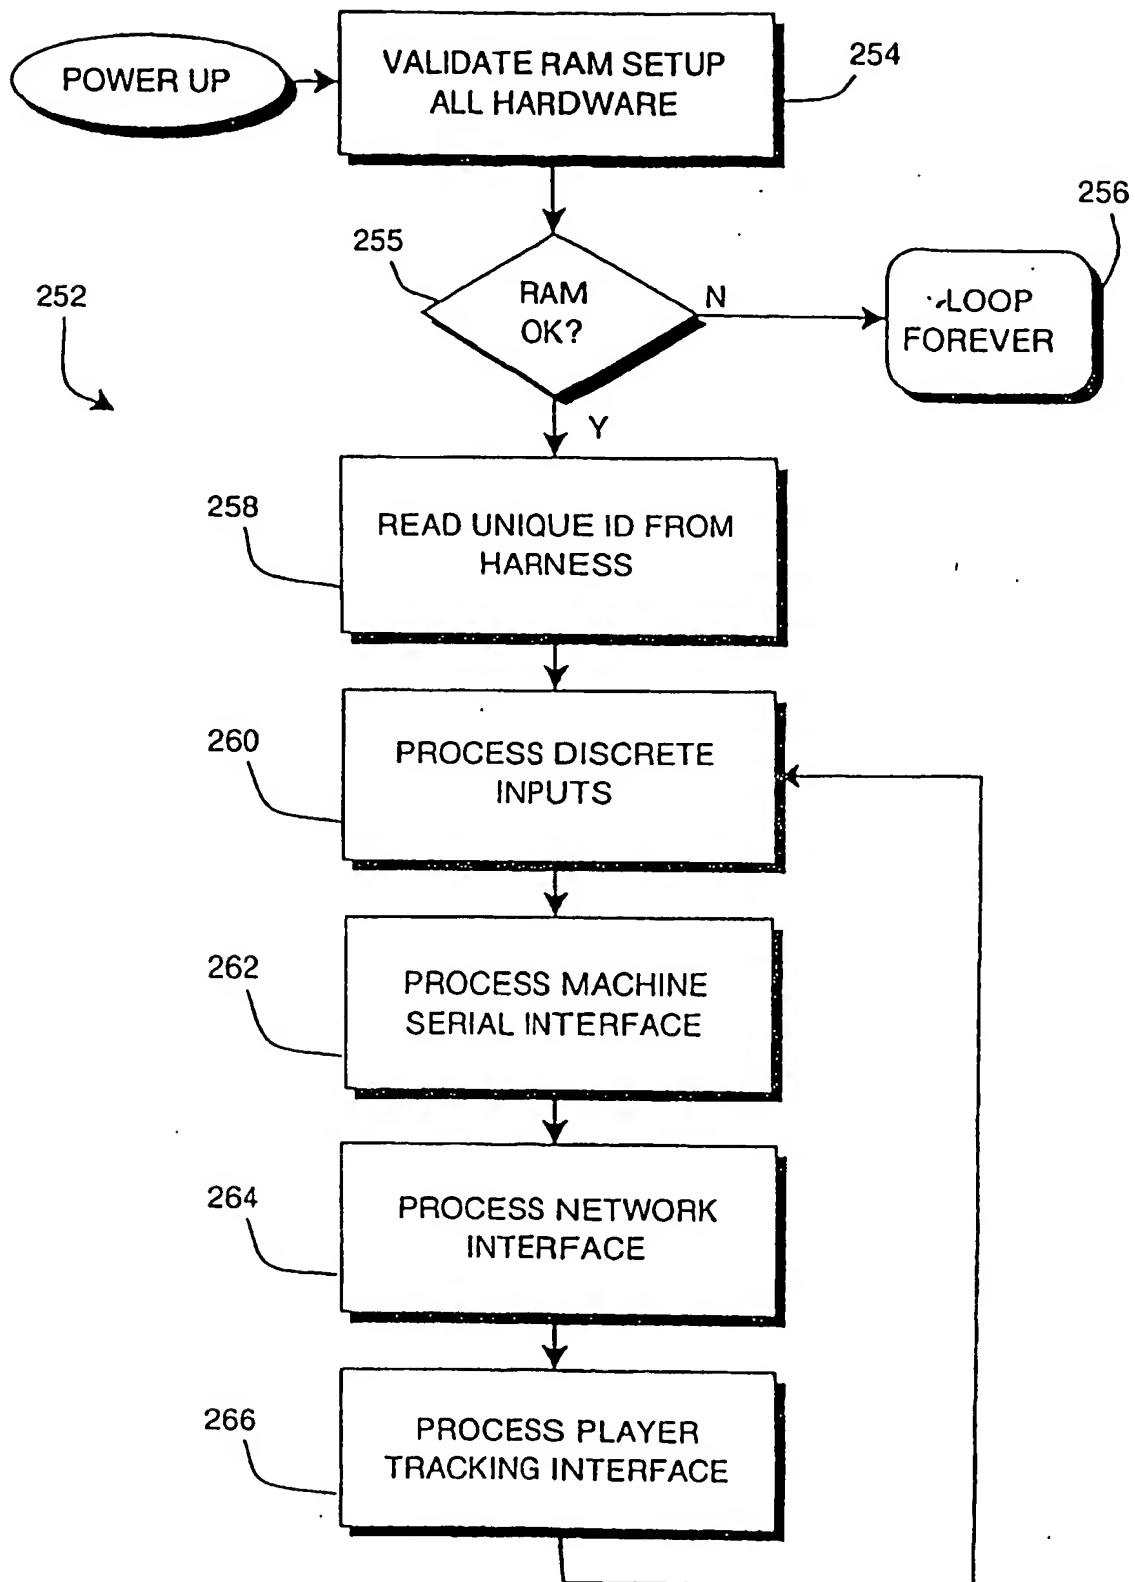 POWER UP
VALIDATE RAM SETUP
ALL HARDWARE
254
255
RAM
OK?
N
256
LOOP
FOREVER
252
Y
258
READ UNIQUE ID FROM
HARNESS
260
PROCESS DISCRETE
INPUTS
262
PROCESS MACHINE
SERIAL INTERFACE
264
PROCESS NETWORK
INTERFACE
266
PROCESS PLAYER
TRACKING INTERFACE